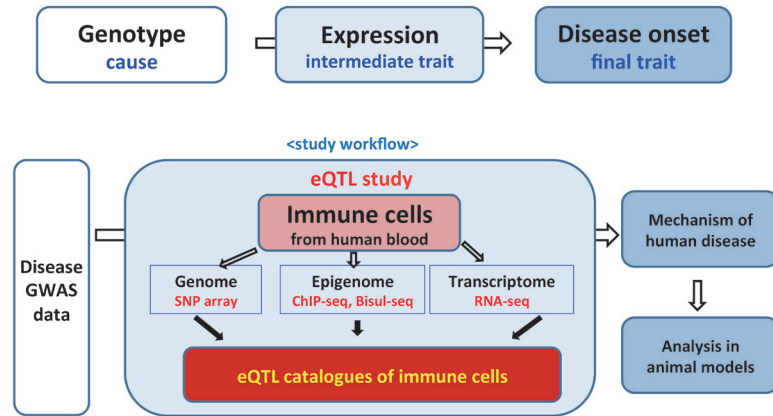 Genotype
cause
Expression
intermediate trait
Disease onset
final trait
<study workflow>
eQTL study
Disease
GWAS
data
Immune cells
from human blood
Genome
SNP array
Epigenome
ChIP-seq, Bisul-seq
Transcriptome
RNA-seq
eQTL catalogues of immune cells
Mechanism of
human disease
Analysis in
animal models